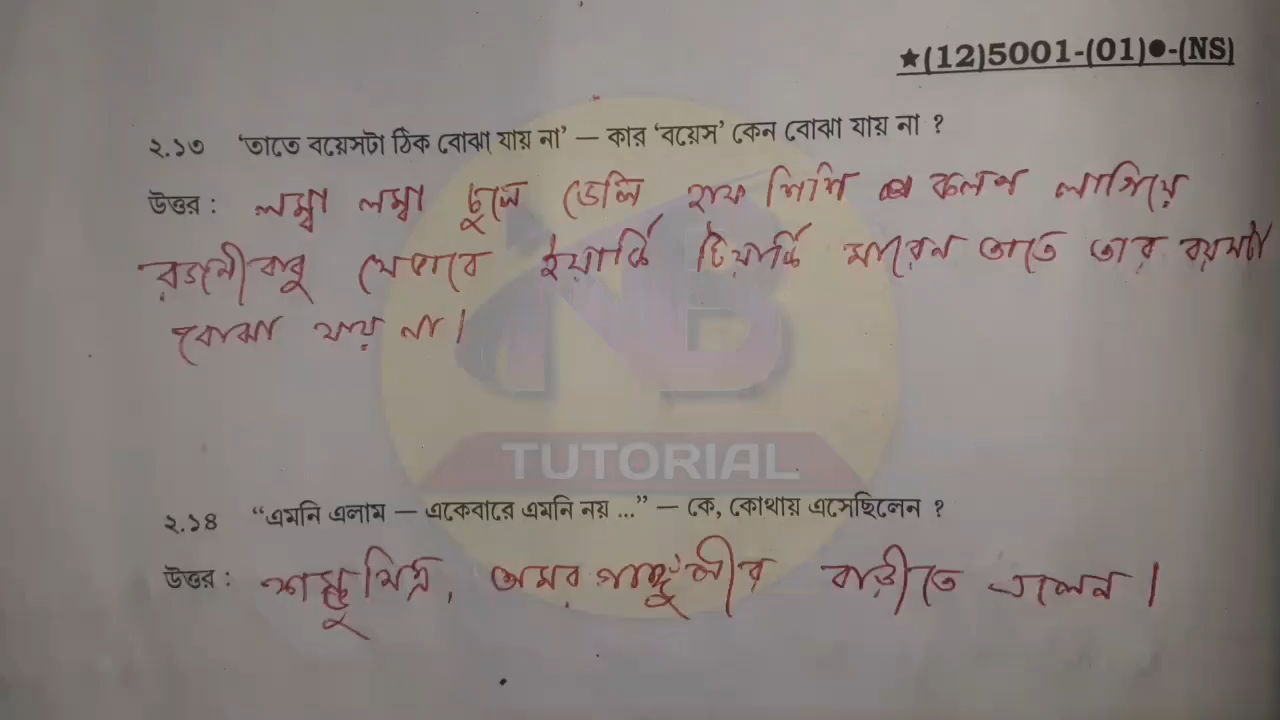 ★(12)5001-(01)●-(NS)
২.১৩ ‘তাতে বয়েসটা ঠিক বোঝা যায় না’ — কার ‘বয়েস’ কেন বোঝা যায় না ?
উত্তর : লম্বা লম্বা চুলে ডেলি হাফ শিশি কলপ লাগিয়ে
রজনীবাবু যেভাবে ইয়ার্কি টিয়ার্কি মারেন তাতে তার বয়সটা
বোঝা যায় না।
NB
TUTORIAL
২.১৪ “এমনি এলাম — একেবারে এমনি নয় ...” — কে, কোথায় এসেছিলেন ?
উত্তর : শম্ভু মিত্র, অমর গাঙ্গুলীর বাড়ীতে এলেন।